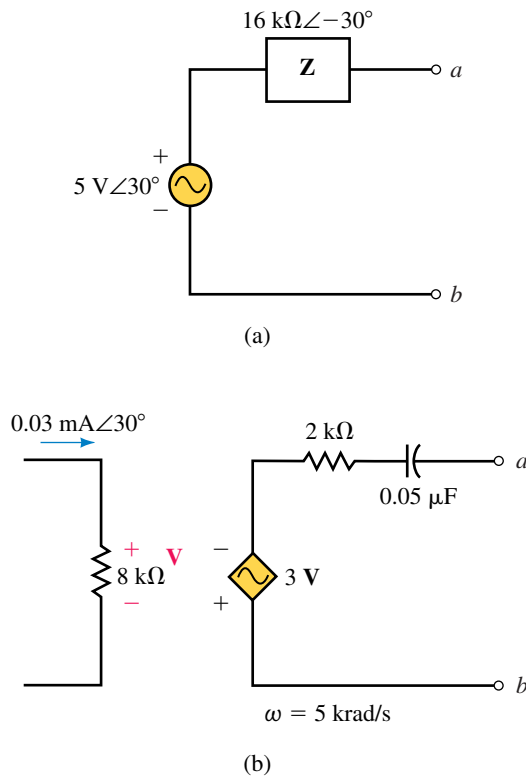 16 kΩ∠−30°
Z
a
+
5 V∠30°
−
b
(a)
0.03 mA∠30°
2 kΩ
a
0.05 μF
+ V −
8 kΩ 3 V
− +
b
ω = 5 krad/s
(b)